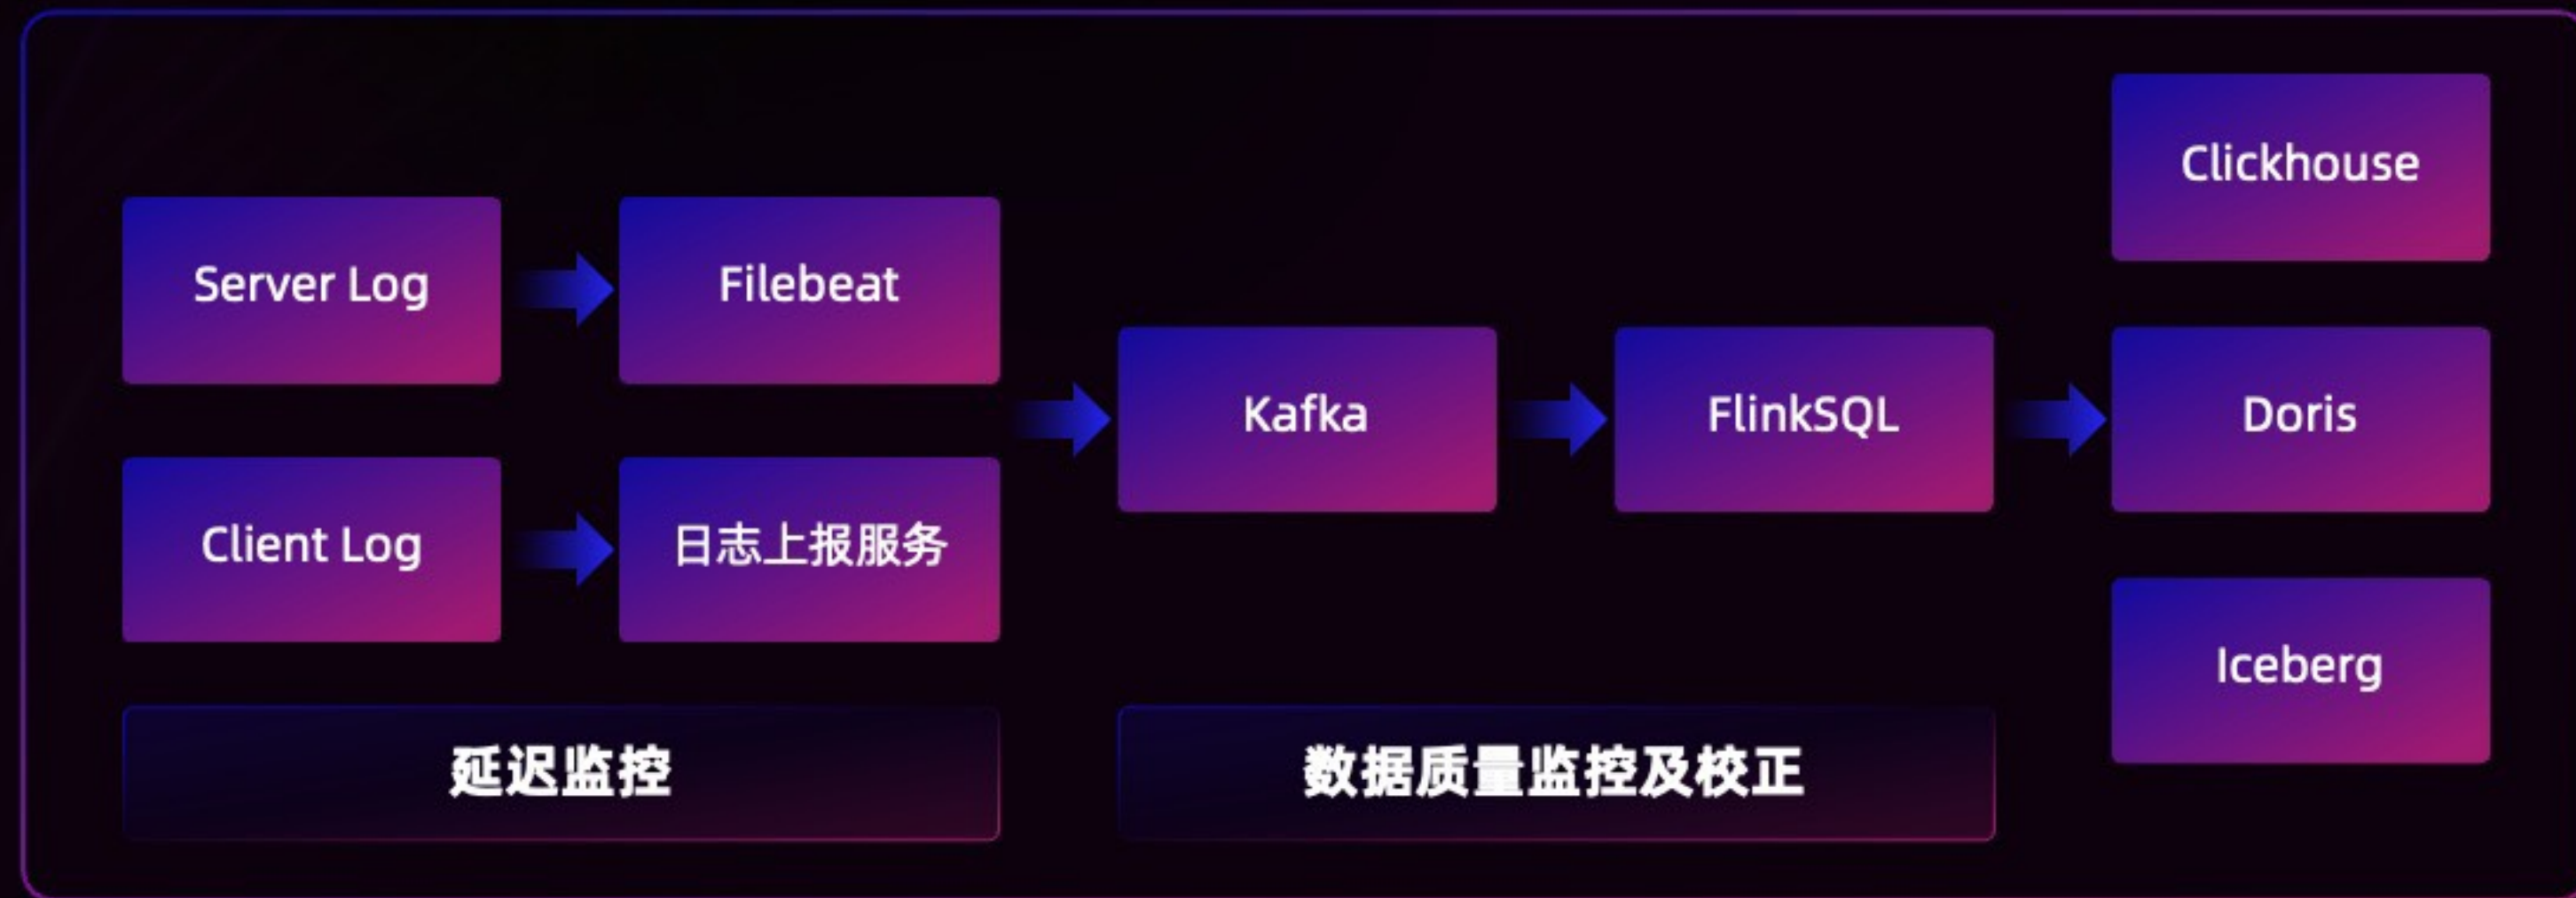 Clickhouse
Server Log
Filebeat
Kafka
FlinkSQL
Doris
Client Log
日志上报服务
Iceberg
延迟监控
数据质量监控及校正